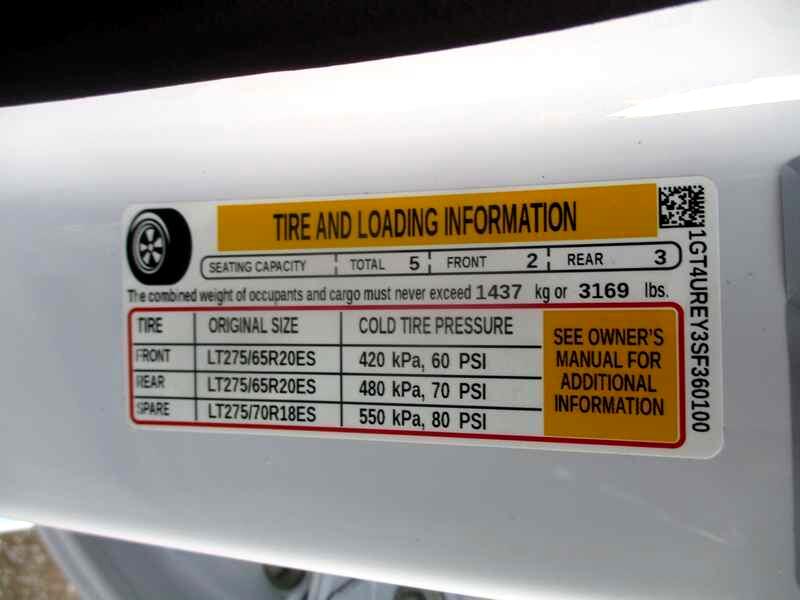 TIRE AND LOADING INFORMATION
SEATING CAPACITY TOTAL 5 FRONT 2 REAR 3
The combined weight of occupants and cargo must never exceed 1437 kg or 3169 lbs.
TIRE ORIGINAL SIZE COLD TIRE PRESSURE
FRONT LT275/65R20ES 420 kPa, 60 PSI
REAR LT275/65R20ES 480 kPa, 70 PSI
SPARE LT275/70R18ES 550 kPa, 80 PSI
SEE OWNER'S
MANUAL FOR
ADDITIONAL
INFORMATION
1GT4UREY3SF360100